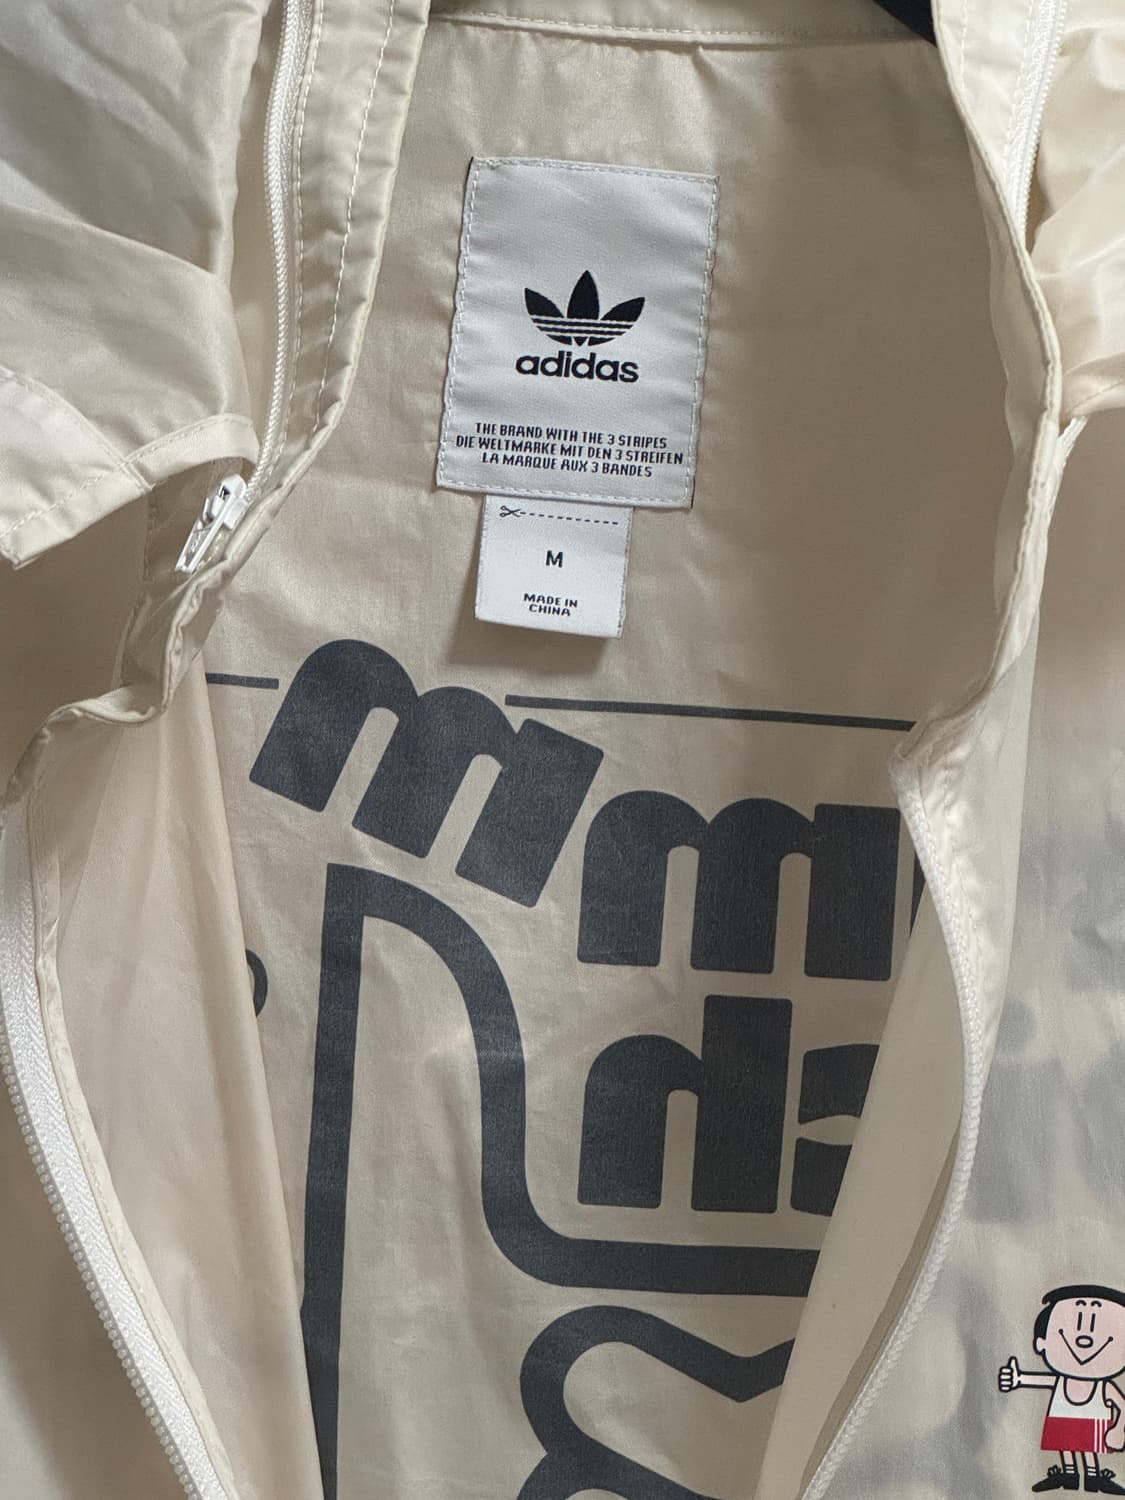 adidas
THE BRAND WITH THE 3 STRIPES
DIE WELTMARKE MIT DEN 3 STREIFEN
LA MARQUE AUX 3 BANDES
M
MADE IN
CHINA